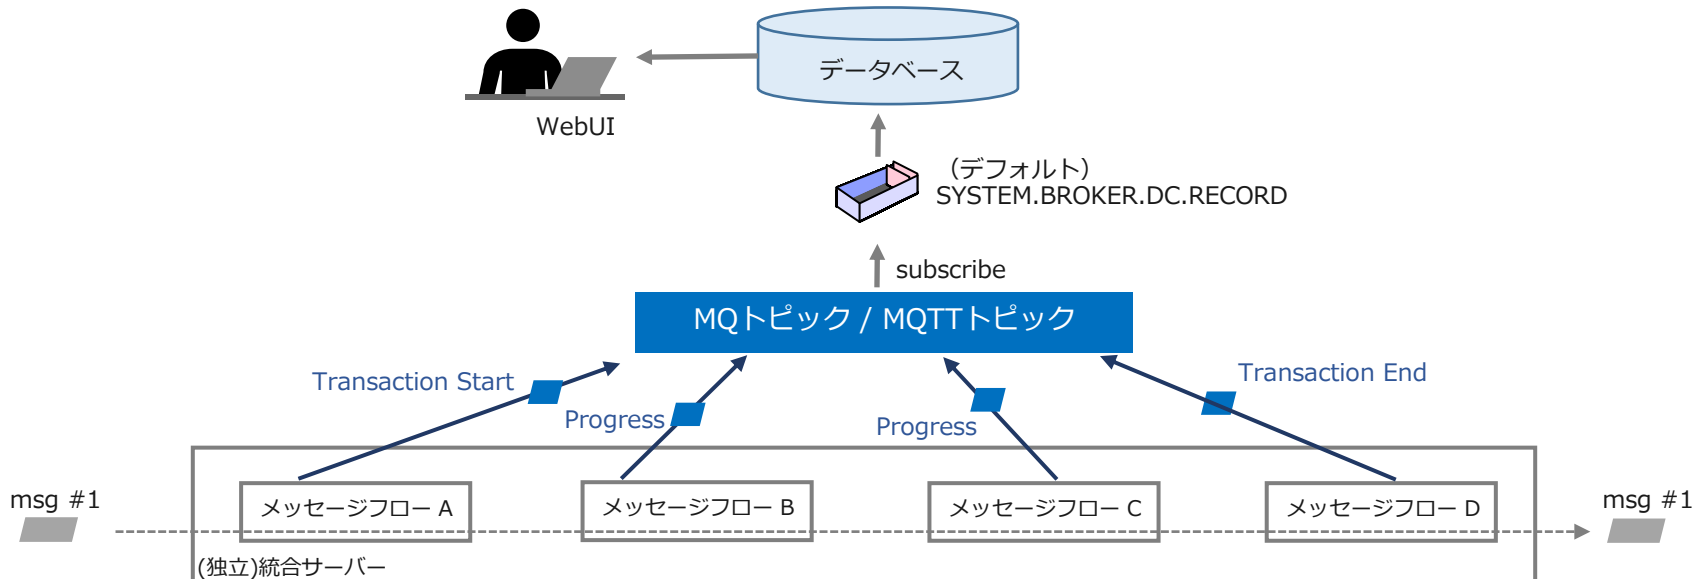 データベース
WebUI
(デフォルト)
SYSTEM.BROKER.DC.RECORD
subscribe
MQトピック / MQTTトピック
Transaction Start
Progress
Progress
Transaction End
msg #1
メッセージフロー A
メッセージフロー B
メッセージフロー C
メッセージフロー D
msg #1
(独立)統合サーバー